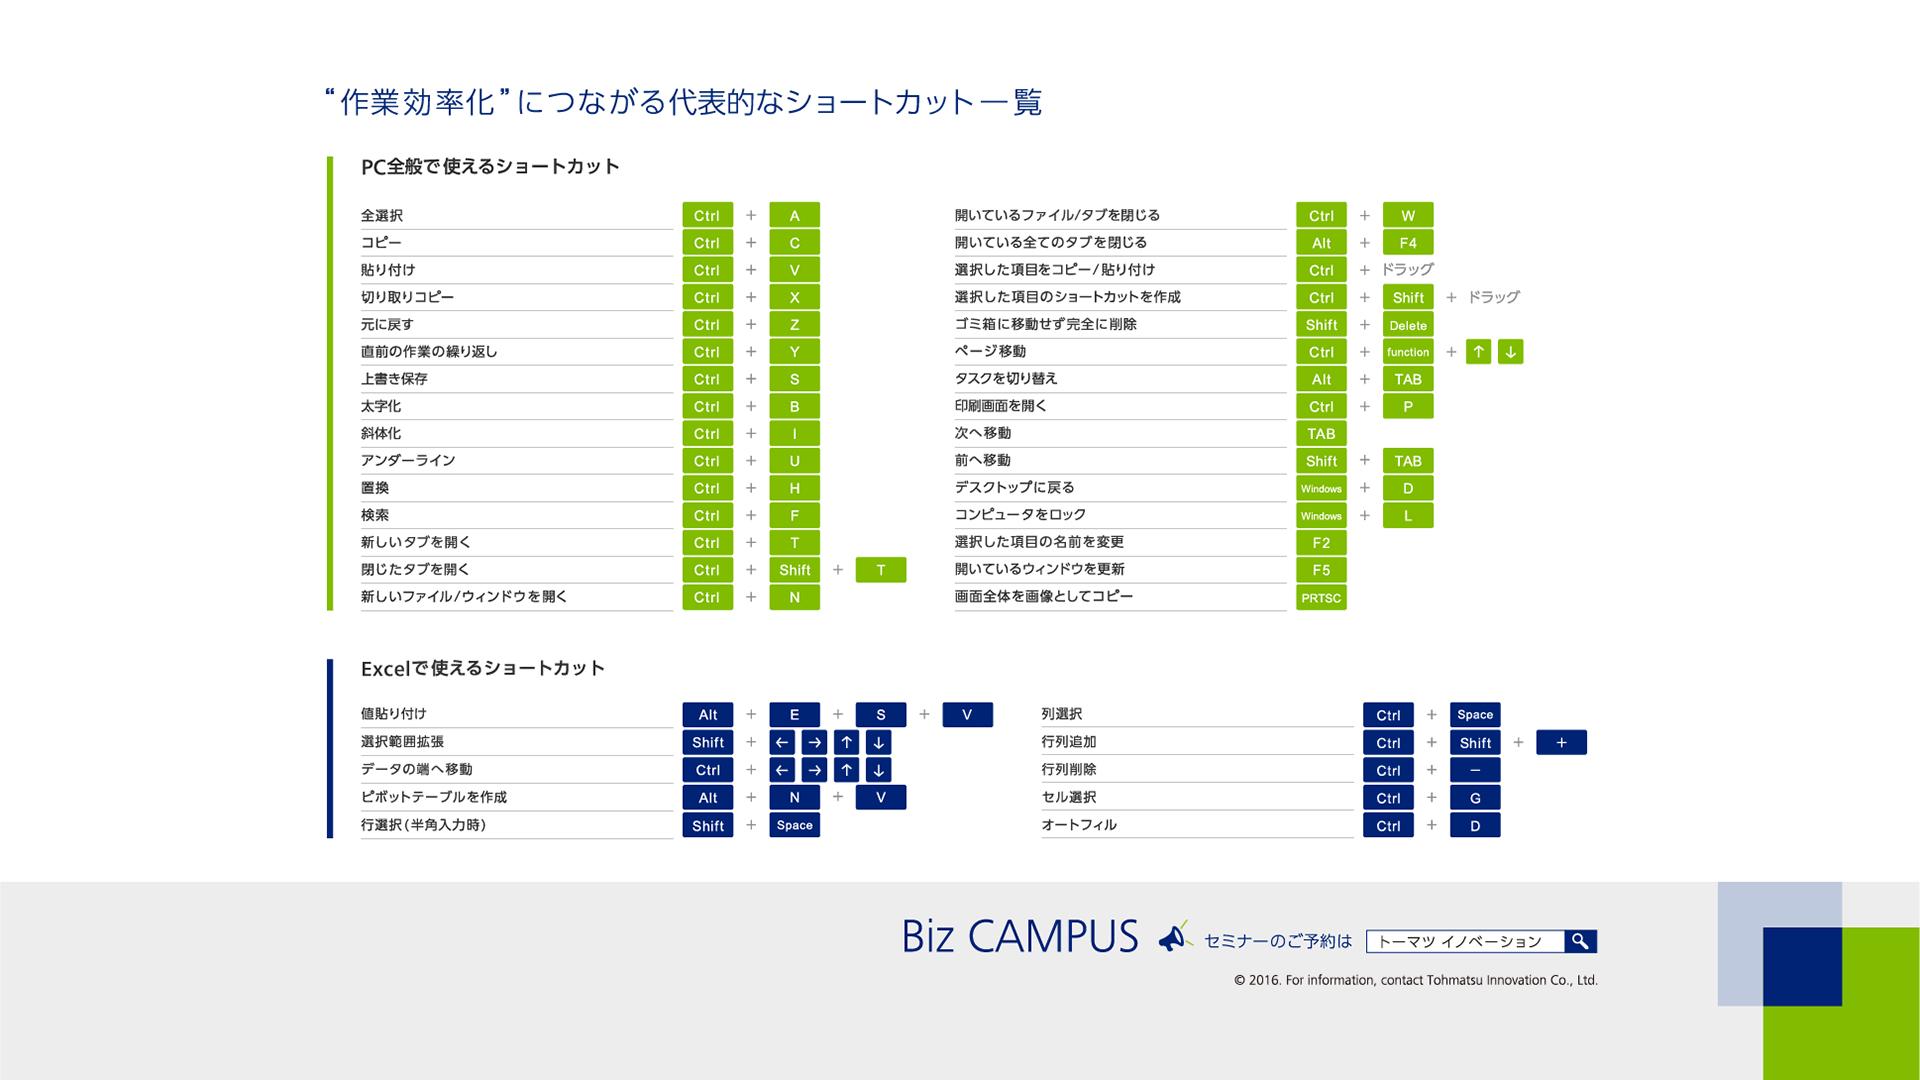 “作業効率化”につながる代表的なショートカット一覧
PC全般で使えるショートカット
全選択 Ctrl + A
コピー Ctrl + C
貼り付け Ctrl + V
切り取りコピー Ctrl + X
元に戻す Ctrl + Z
直前の作業の繰り返し Ctrl + Y
上書き保存 Ctrl + S
太字化 Ctrl + B
斜体化 Ctrl + I
アンダーライン Ctrl + U
置換 Ctrl + H
検索 Ctrl + F
新しいタブを開く Ctrl + T
閉じたタブを開く Ctrl + Shift + T
新しいファイル/ウィンドウを開く Ctrl + N
開いているファイル/タブを閉じる Ctrl + W
開いている全てのタブを閉じる Alt + F4
選択した項目をコピー/貼り付け Ctrl + ドラッグ
選択した項目のショートカットを作成 Ctrl + Shift + ドラッグ
ゴミ箱に移動せず完全に削除 Shift + Delete
ページ移動 Ctrl + function + ↑ ↓
タスクを切り替え Alt + TAB
印刷画面を開く Ctrl + P
次へ移動 TAB
前へ移動 Shift + TAB
デスクトップに戻る Windows + D
コンピュータをロック Windows + L
選択した項目の名前を変更 F2
開いているウィンドウを更新 F5
画面全体を画像としてコピー PRTSC
Excelで使えるショートカット
値貼り付け Alt + E + S + V
選択範囲拡張 Shift + ← → ↑ ↓
データの端へ移動 Ctrl + ← → ↑ ↓
ピボットテーブルを作成 Alt + N + V
行選択(半角入力時) Shift + Space
列選択 Ctrl + Space
行列追加 Ctrl + Shift + +
行列削除 Ctrl + −
セル選択 Ctrl + G
オートフィル Ctrl + D
Biz CAMPUS セミナーのご予約は トーマツ イノベーション
© 2016. For information, contact Tohmatsu Innovation Co., Ltd.